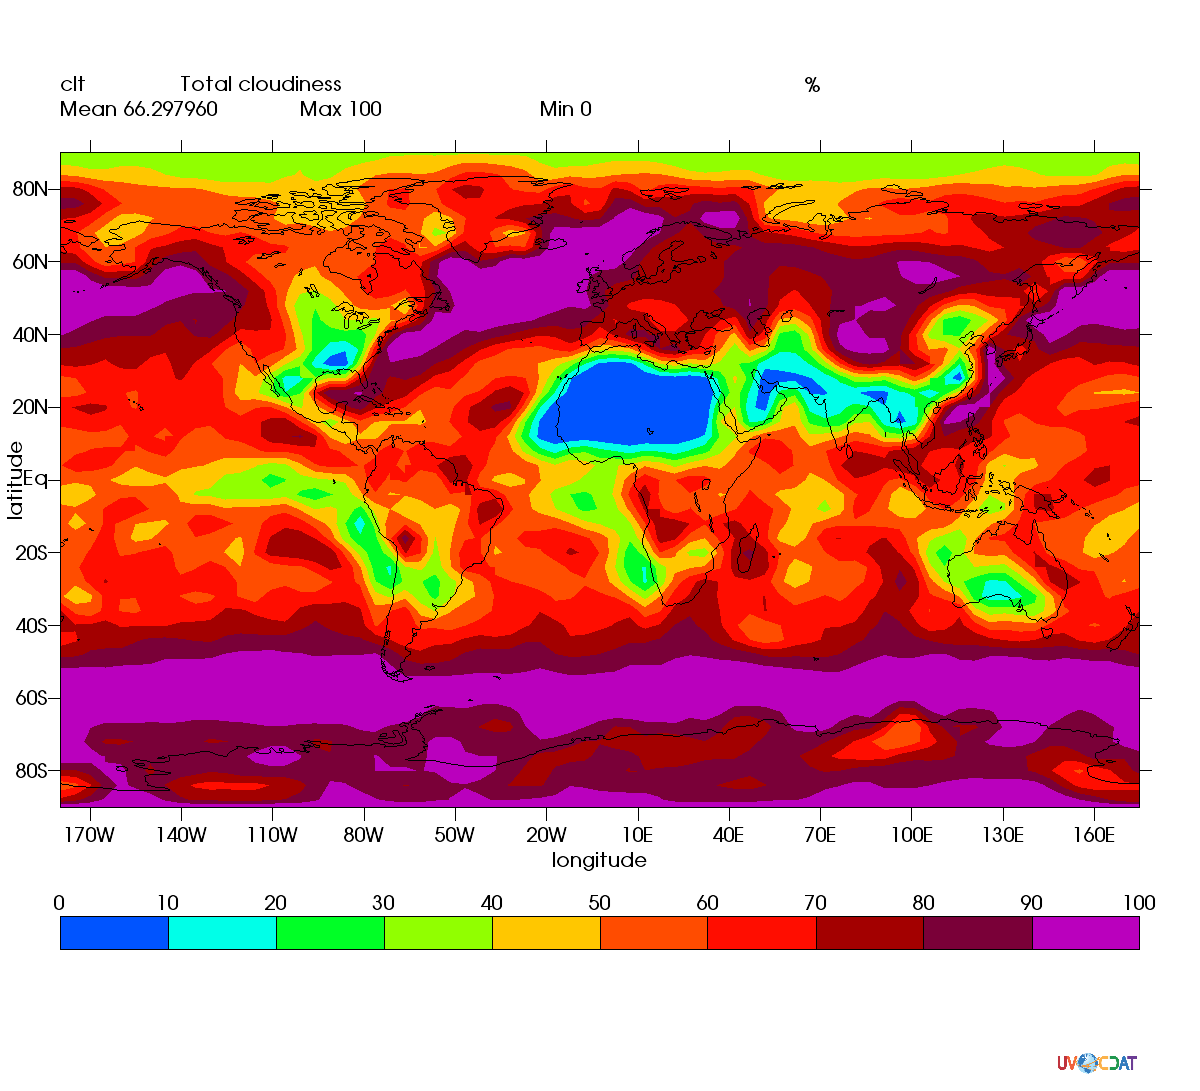 clt Total cloudiness %
Mean 66.297960 Max 100 Min 0
80N
60N
40N
20N
Eq
20S
40S
60S
80S
latitude
170W 140W 110W 80W 50W 20W 10E 40E 70E 100E 130E 160E
longitude
0 10 20 30 40 50 60 70 80 90 100
UV CDAT